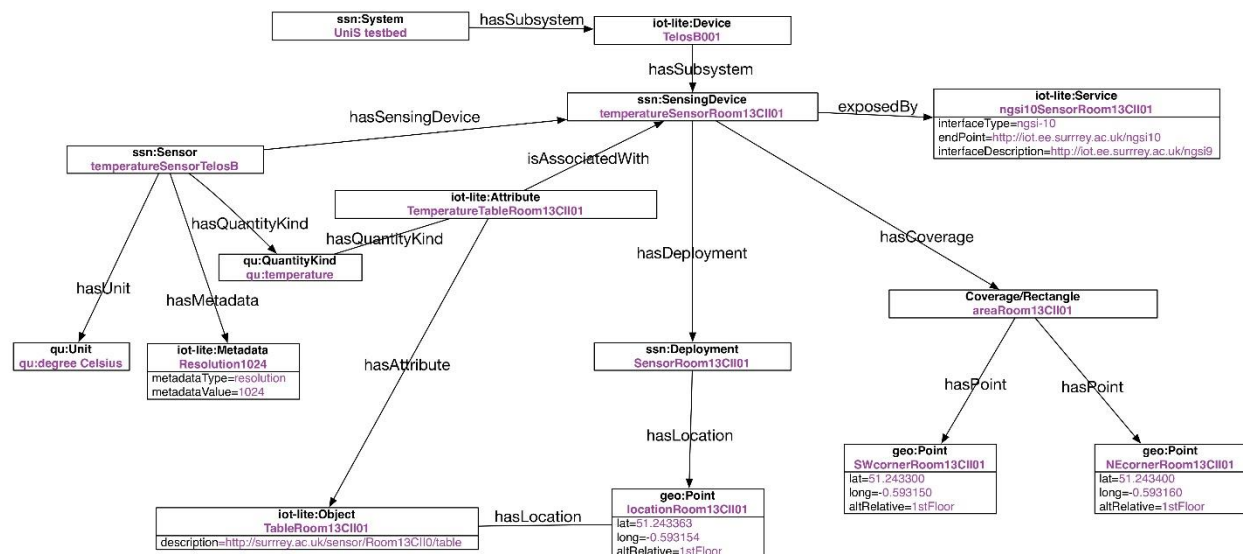 ssn:System
UniS testbed
hasSubsystem
iot-lite:Device
TelosB001
hasSubsystem
ssn:SensingDevice
temperatureSensorRoom13CII01
exposedBy
iot-lite:Service
ngsi10SensorRoom13CII01
interfaceType=ngsi-10
endPoint=http://iot.ee.surrrey.ac.uk/ngsi10
interfaceDescription=http://iot.ee.surrrey.ac.uk/ngsi9
hasSensingDevice
ssn:Sensor
temperatureSensorTelosB
isAssociatedWith
iot-lite:Attribute
TemperatureTableRoom13CII01
hasQuantityKind
hasQuantityKind
qu:QuantityKind
qu:temperature
hasDeployment
hasCoverage
hasUnit
hasMetadata
Coverage/Rectangle
areaRoom13CII01
qu:Unit
qu:degree Celsius
iot-lite:Metadata
Resolution1024
metadataType=resolution
metadataValue=1024
hasAttribute
ssn:Deployment
SensorRoom13CII01
hasPoint
hasPoint
hasLocation
geo:Point
SWcornerRoom13CII01
lat=51.243300
long=-0.593150
altRelative=1stFloor
geo:Point
NEcornerRoom13CII01
lat=51.243400
long=-0.593160
altRelative=1stFloor
iot-lite:Object
TableRoom13CII01
description=http://surrrey.ac.uk/sensor/Room13CII0/table
hasLocation
geo:Point
locationRoom13CII01
lat=51.243363
long=-0.593154
altRelative=1stFloor